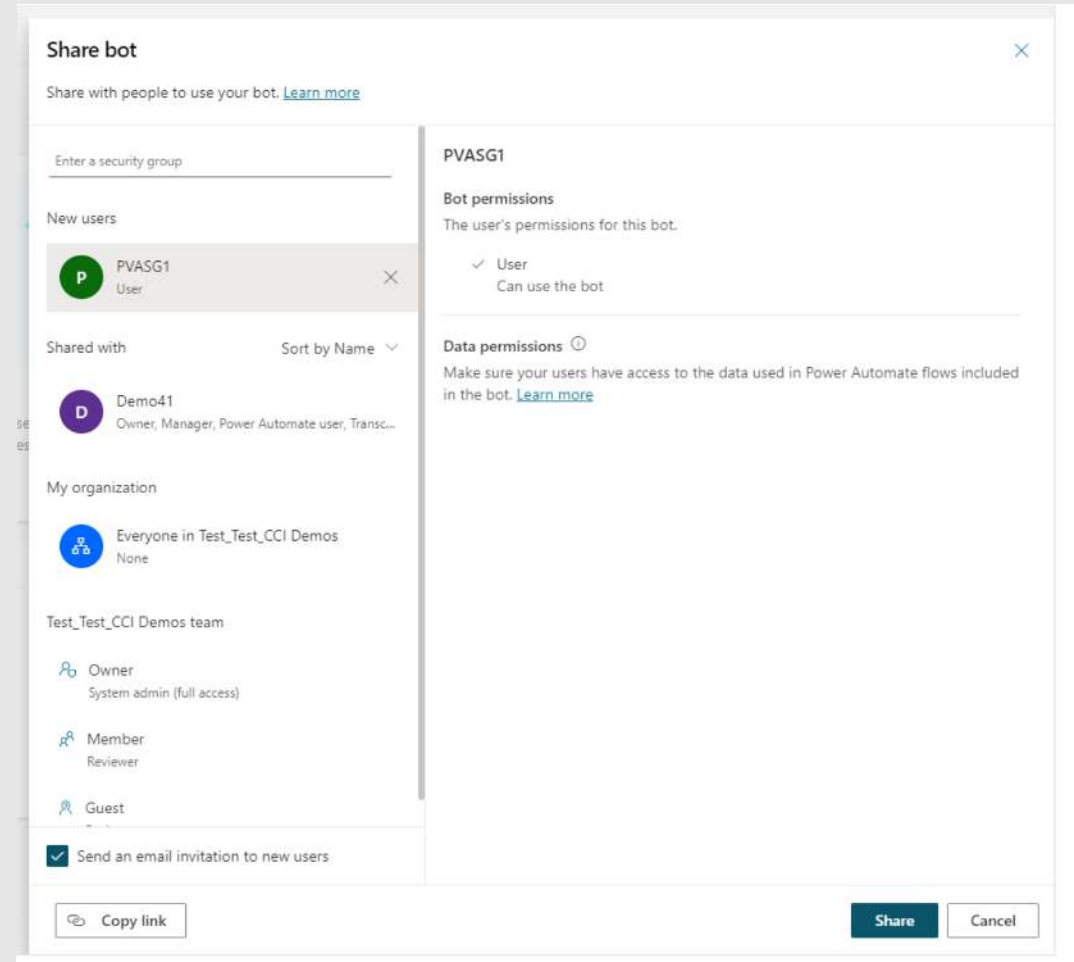 Share bot
Share with people to use your bot. Learn more
Enter a security group
New users
P
PVASG1
User
Shared with
Sort by Name
D
Demo41
Owner, Manager, Power Automate user, Transc...
My organization
Everyone in Test_Test_CCI Demos
None
Test_Test_CCI Demos team
Owner
System admin (full access)
Member
Reviewer
Guest
Send an email invitation to new users
PVASG1
Bot permissions
The user's permissions for this bot.
User
Can use the bot
Data permissions
Make sure your users have access to the data used in Power Automate flows included
in the bot. Learn more
Copy link
Share
Cancel